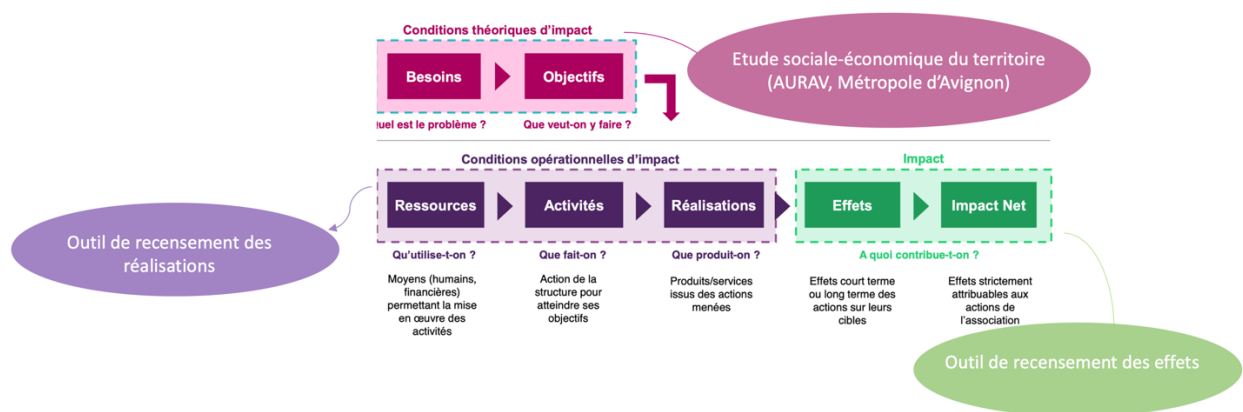 Conditions théoriques d'impact
Besoins
Objectifs
uel est le problème ?
Que veut-on y faire ?
Etude sociale-économique du territoire
(AURAV, Métropole d'Avignon)
Conditions opérationnelles d'impact
Impact
Ressources
Activités
Réalisations
Effets
Impact Net
Outil de recensement des
réalisations
Qu'utilise-t-on ?
Que fait-on ?
Que produit-on ?
A quoi contribue-t-on ?
Moyens (humains,
financières)
permettant la mise
en œuvre des
activités
Action de la
structure pour
atteindre ses
objectifs
Produits/services
issus des actions
menées
Effets court terme
ou long terme des
actions sur leurs
cibles
Effets strictement
attribuables aux
actions de
l'association
Outil de recensement des effets